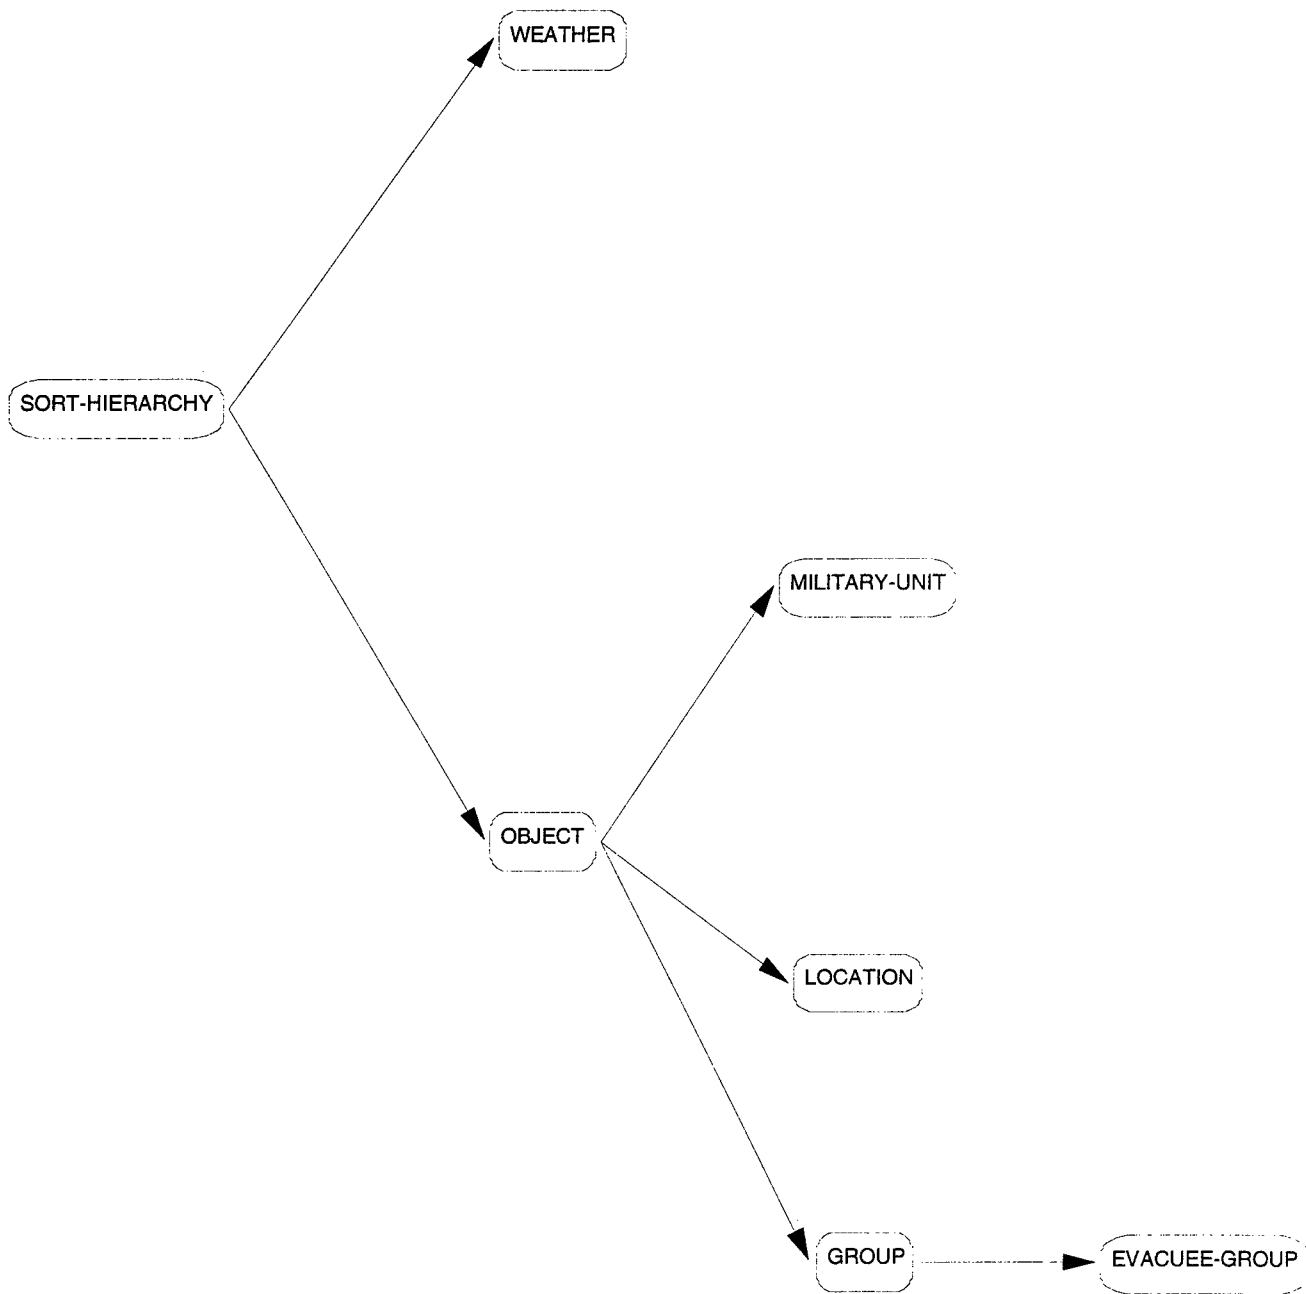 WEATHER
SORT-HIERARCHY
MILITARY-UNIT
OBJECT
LOCATION
GROUP
EVACUEE-GROUP